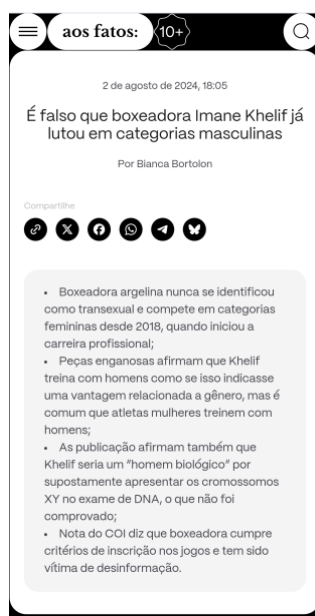 aos fatos:
10+
2 de agosto de 2024, 18:05
É falso que boxeadora Imane Khelif já
lutou em categorias masculinas
Por Bianca Bortolon
Compartilhe
• Boxeadora argelina nunca se identificou
como transexual e compete em categorias
femininas desde 2018, quando iniciou a
carreira profissional;
• Peças enganosas afirmam que Khelif
treina com homens como se isso indicasse
uma vantagem relacionada a gênero, mas é
comum que atletas mulheres treinem com
homens;
• As publicação afirmam também que
Khelif seria um "homem biológico" por
supostamente apresentar os cromossomos
XY no exame de DNA, o que não foi
comprovado;
• Nota do COI diz que boxeadora cumpre
critérios de inscrição nos jogos e tem sido
vítima de desinformação.